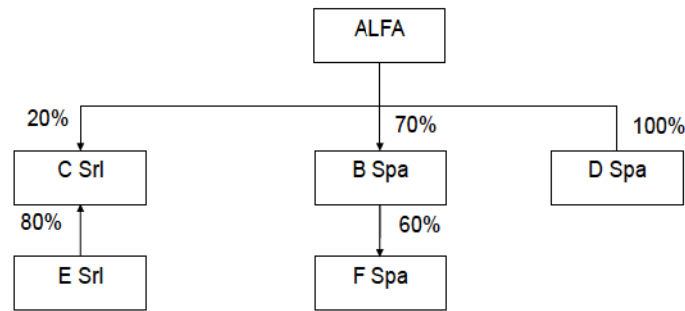 ALFA
20%
70%
100%
C Srl
B Spa
D Spa
80%
60%
E Srl
F Spa